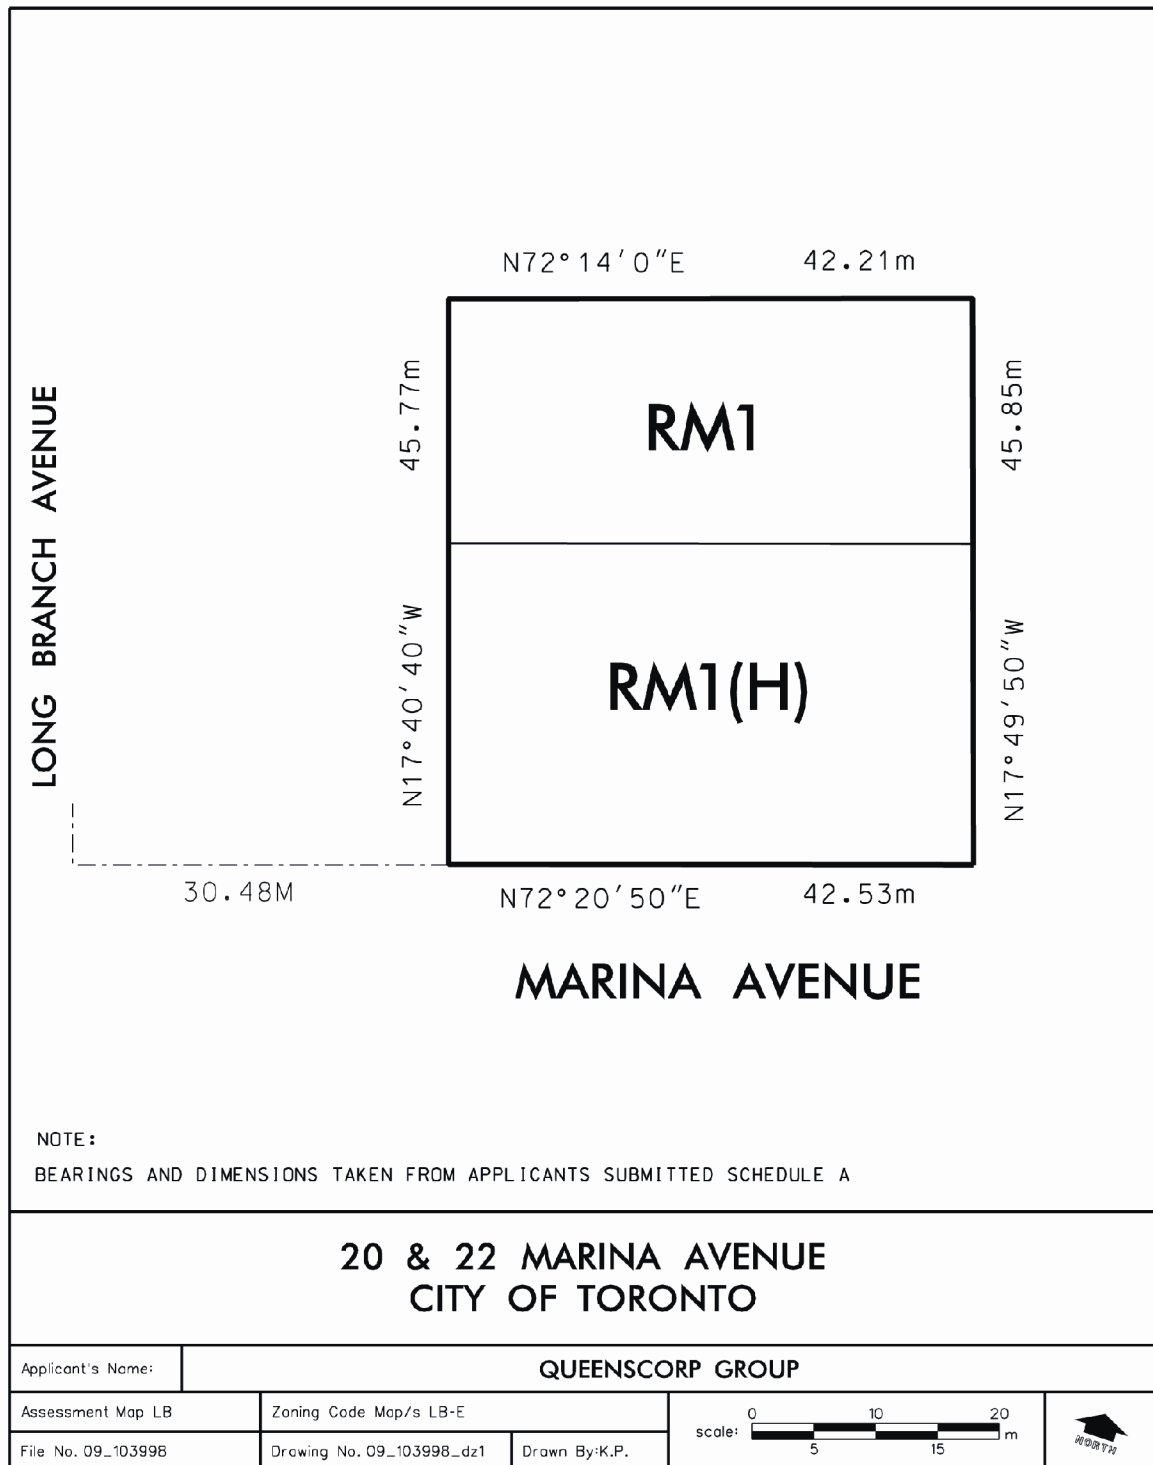 N72°14'0"E 42.21m
LONG BRANCH AVENUE
45.77m
N17°40'40"W
RM1
RM1(H)
45.85m
N17°49'50"W
30.48M
N72°20'50"E 42.53m
MARINA AVENUE
NOTE:
BEARINGS AND DIMENSIONS TAKEN FROM APPLICANTS SUBMITTED SCHEDULE A
20 & 22 MARINA AVENUE
CITY OF TORONTO
Applicant's Name: QUEENSCORP GROUP
Assessment Map LB
Zoning Code Map/s LB-E
File No. 09_103998
Drawing No. 09_103998_dz1
Drawn By:K.P.
0 10 20
scale: m
5 15
NORTH